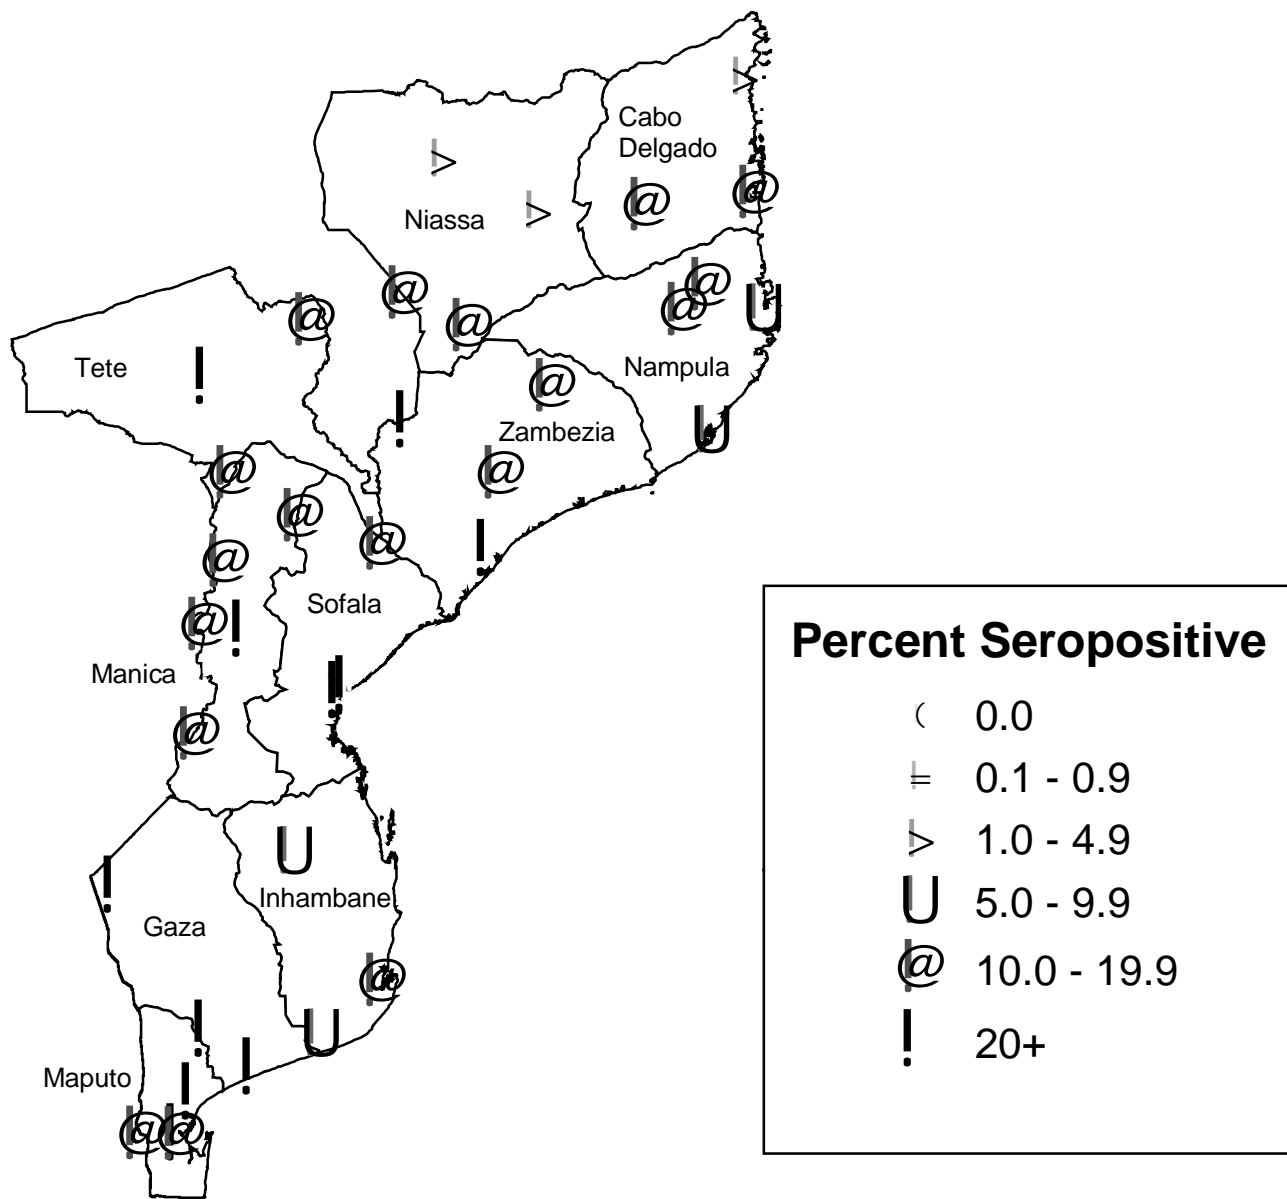 Cabo
Delgado
Niassa
Tete
Nampula
Zambezia
Sofala
Manica
Inhambane
Gaza
Maputo
Percent Seropositive
( 0.0
= 0.1 - 0.9
> 1.0 - 4.9
U 5.0 - 9.9
@ 10.0 - 19.9
! 20+